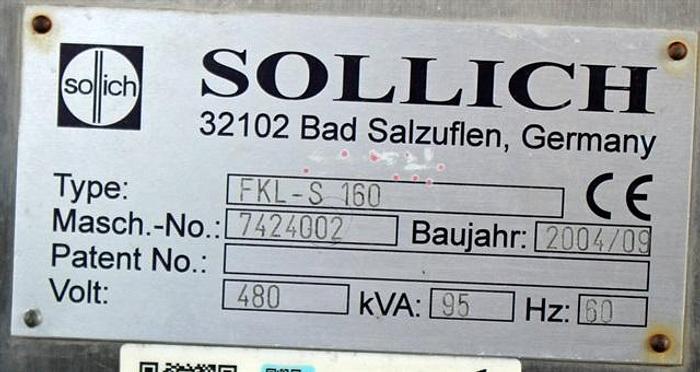 sollich
SOLLICH
32102 Bad Salzuflen, Germany
Type: FKL-S 160 CE
Masch.-No.: 7424002 Baujahr: 2004/09
Patent No.:
Volt: 480 kVA: 95 Hz: 60